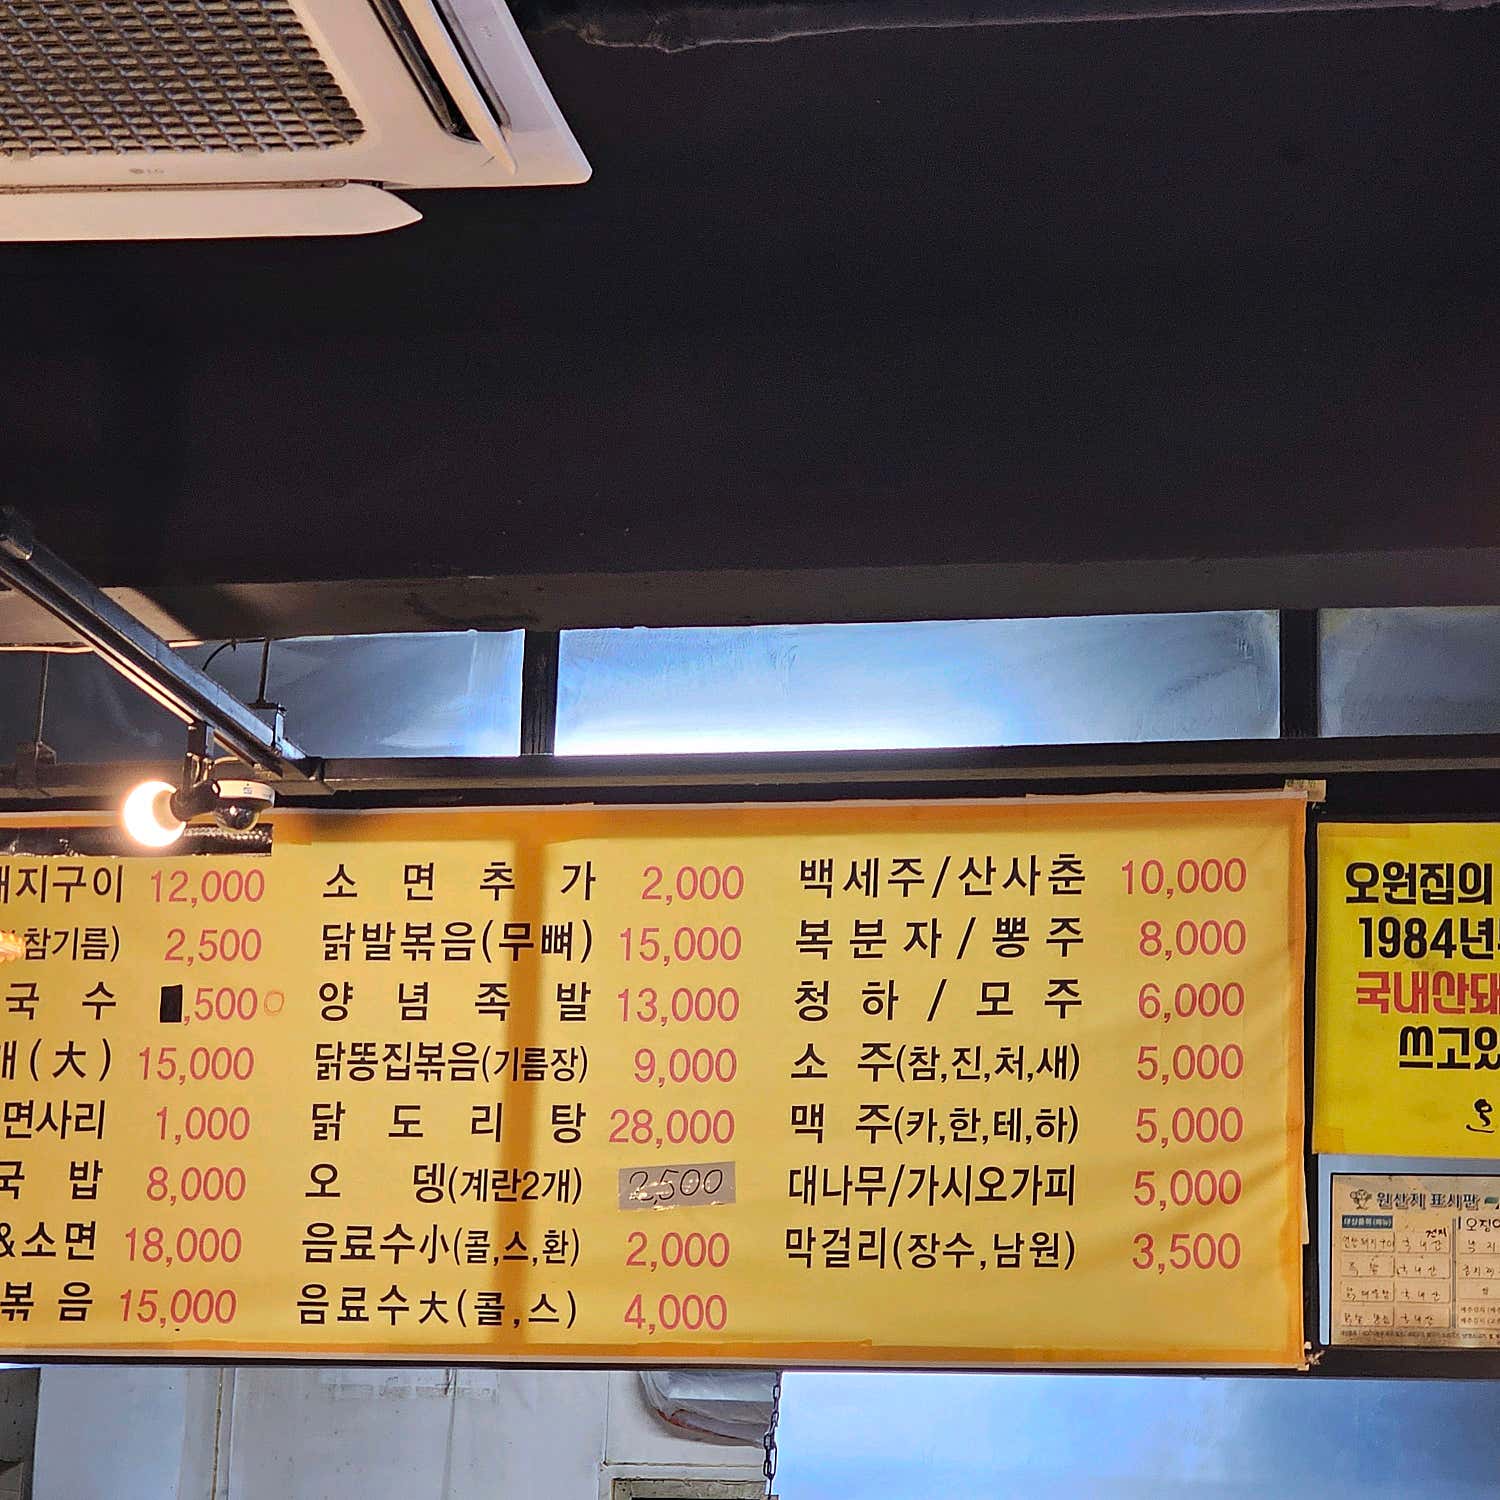 LG
돼지구이 12,000
참기름) 2,500
국수 ,5000
(大) 15,000
면사리 1,000
국밥 8,000
&소면 18,000
볶음 15,000
소면추가 2,000
닭발볶음(무뼈) 15,000
양념족발 13,000
닭똥집볶음(기름장) 9,000
닭도리탕 28,000
오뎅(계란2개) 2,500
음료수小(콜,스,환) 2,000
음료수大(콜,스) 4,000
백세주/산사춘 10,000
복분자/뽕주 8,000
청하/모주 6,000
소주(참,진,처,새) 5,000
맥주(카,한,테,하) 5,000
대나무/가시오가피 5,000
막걸리(장수,남원) 3,500
오원집의
1984년
국내산돼
쓰고있
원산지 표시판